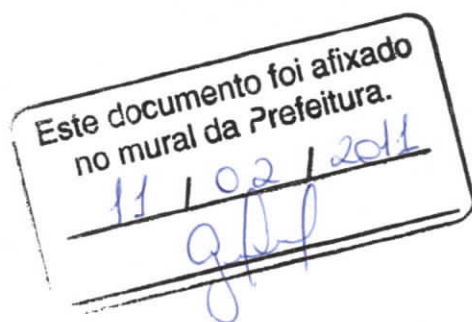 Este documento foi afixado
no mural da Prefeitura.
11 / 02 / 2011